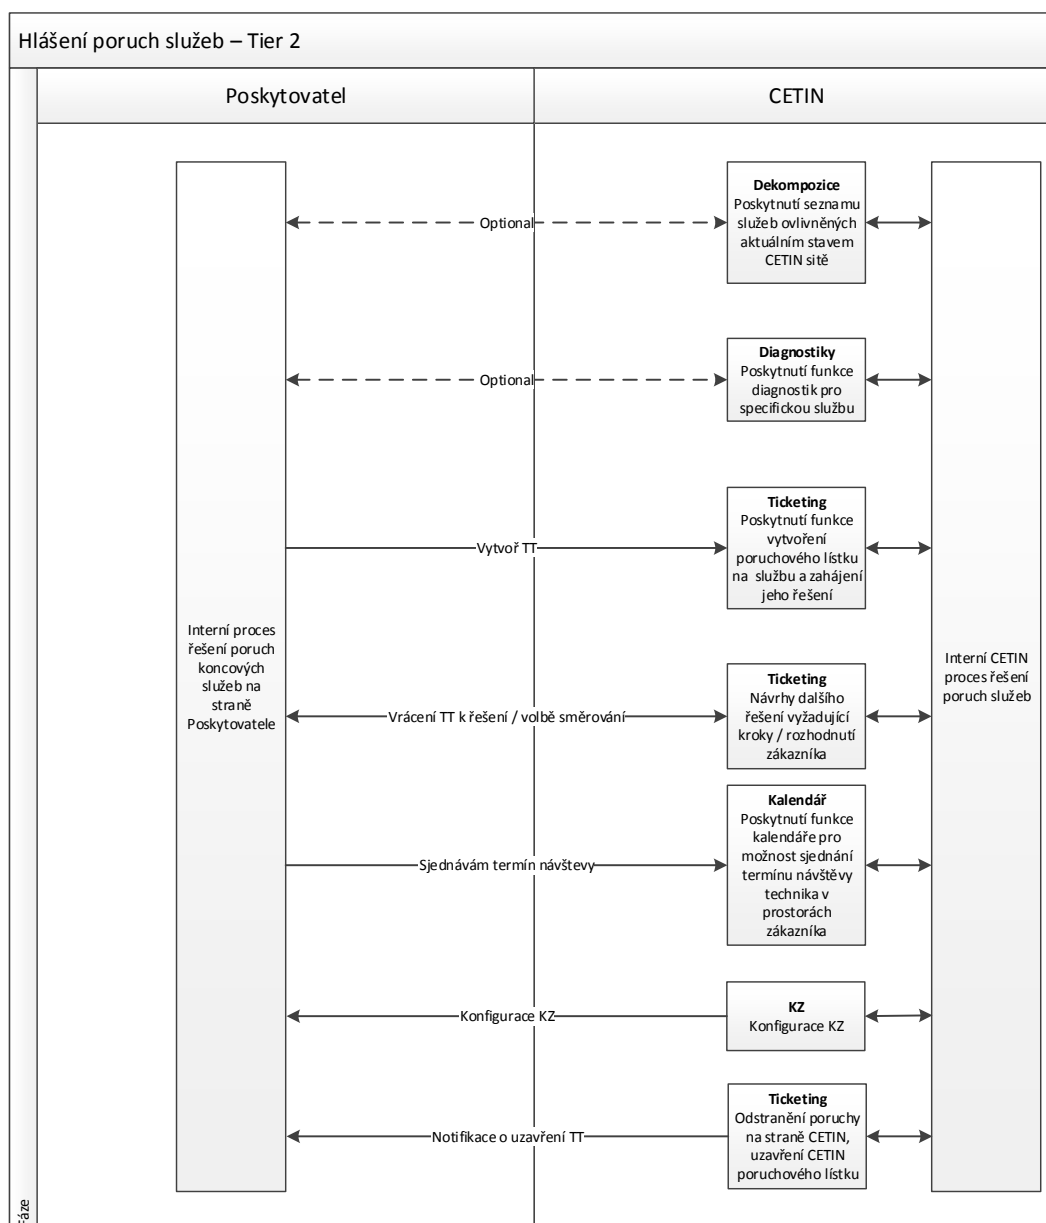 Hlášení poruch služeb – Tier 2
Poskytovatel
CETIN
Dekompozice
Poskytnutí seznamu
služeb ovlivněných
aktuálním stavem
CETIN sítě
Optional
Diagnostiky
Poskytnutí funkce
diagnostik pro
specifickou službu
Optional
Ticketing
Poskytnutí funkce
vytvoření
poruchového lístku
na službu a zahájení
jeho řešení
Vytvoř TT
Interní proces
řešení poruch
koncových
služeb na
straně
Poskytovatele
Interní CETIN
proces řešení
poruch služeb
Ticketing
Návrhy dalšího
řešení vyžadující
kroky / rozhodnutí
zákazníka
Vrácení TT k řešení / volbě směrování
Kalendář
Poskytnutí funkce
kalendáře pro
možnost sjednání
termínu návštěvy
technika v
prostorách
zákazníka
Sjednávám termín návštevy
KZ
Konfigurace KZ
Konfigurace KZ
Ticketing
Odstranění poruchy
na straně CETIN,
uzavření CETIN
poruchového lístku
Notifikace o uzavření TT
Fáze